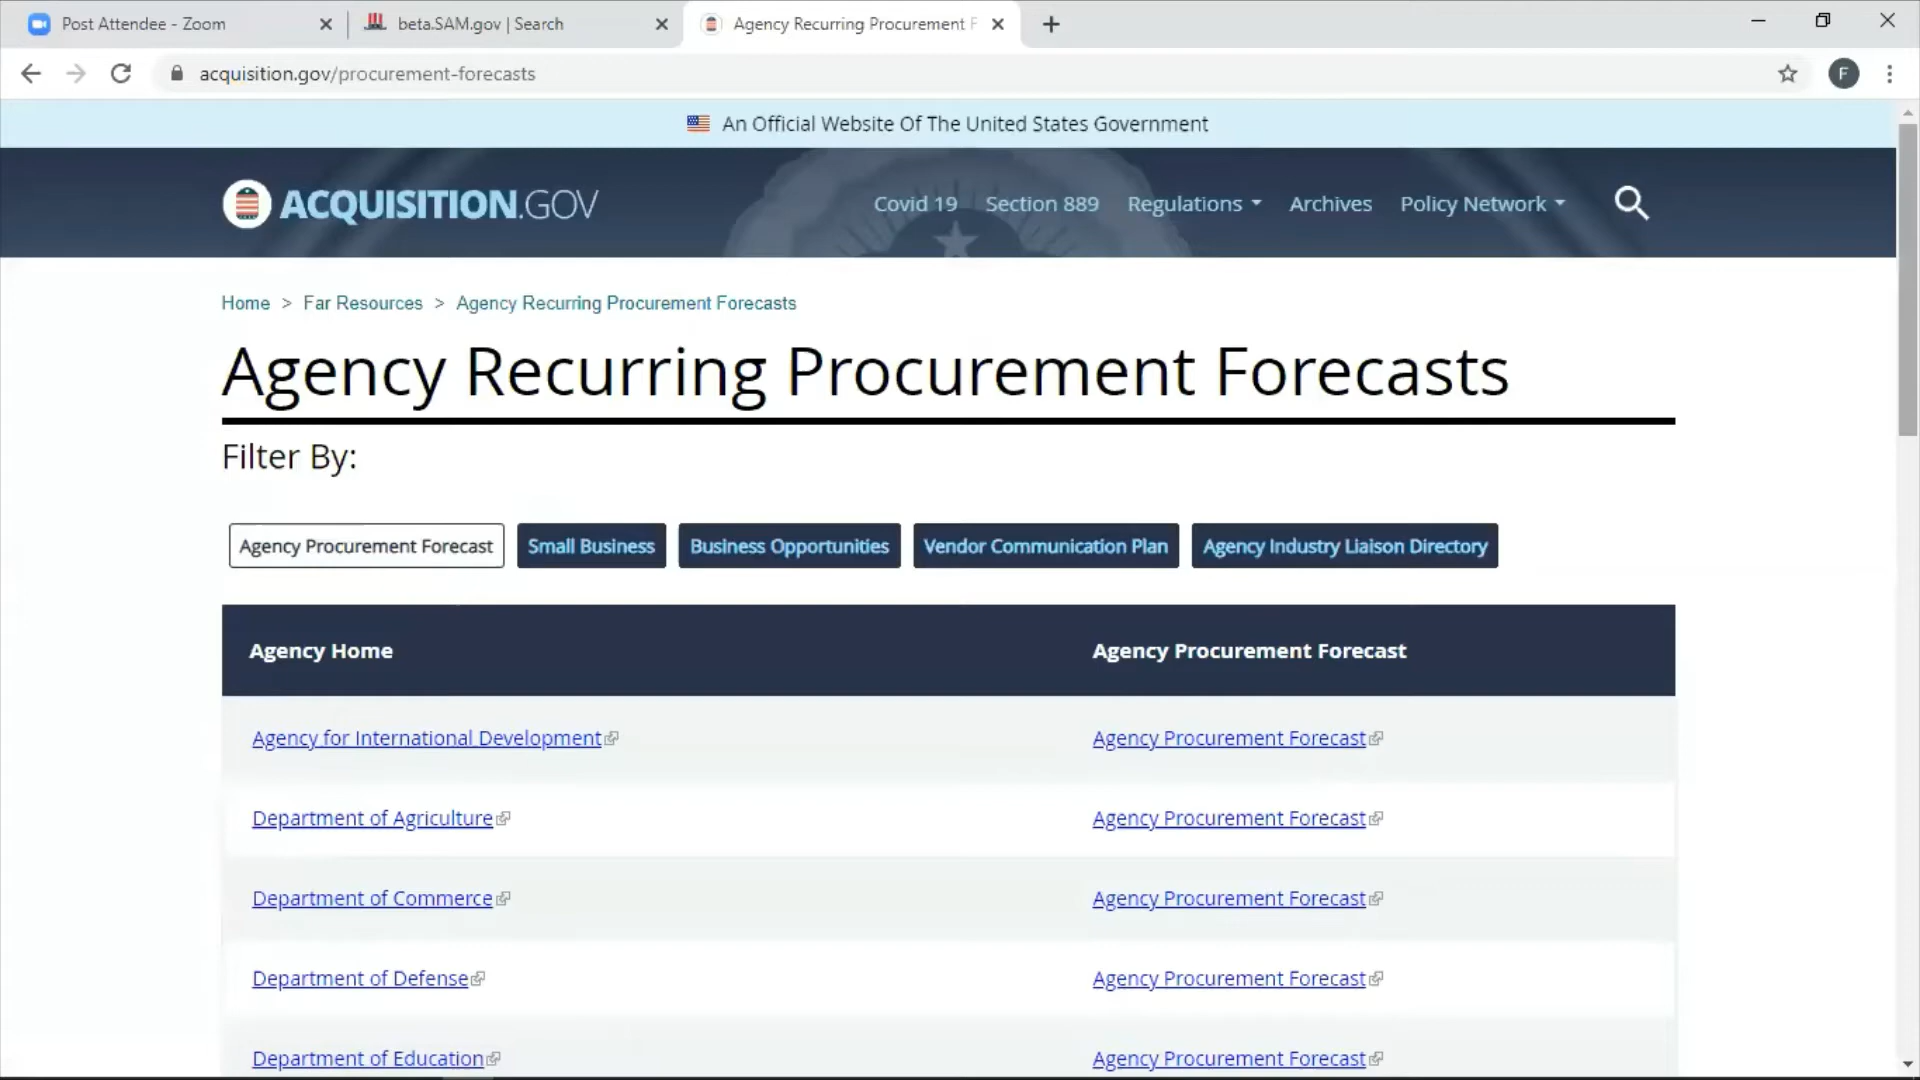 Post Attendee - Zoom
beta.SAM.gov | Search
Agency Recurring Procurement F
acquisition.gov/procurement-forecasts
F
An Official Website Of The United States Government
ACQUISITION.GOV
Covid 19 Section 889 Regulations Archives Policy Network
Home > Far Resources > Agency Recurring Procurement Forecasts
Agency Recurring Procurement Forecasts
Filter By:
Agency Procurement Forecast Small Business Business Opportunities Vendor Communication Plan Agency Industry Liaison Directory
Agency Home Agency Procurement Forecast
Agency for International Development Agency Procurement Forecast
Department of Agriculture Agency Procurement Forecast
Department of Commerce Agency Procurement Forecast
Department of Defense Agency Procurement Forecast
Department of Education Agency Procurement Forecast